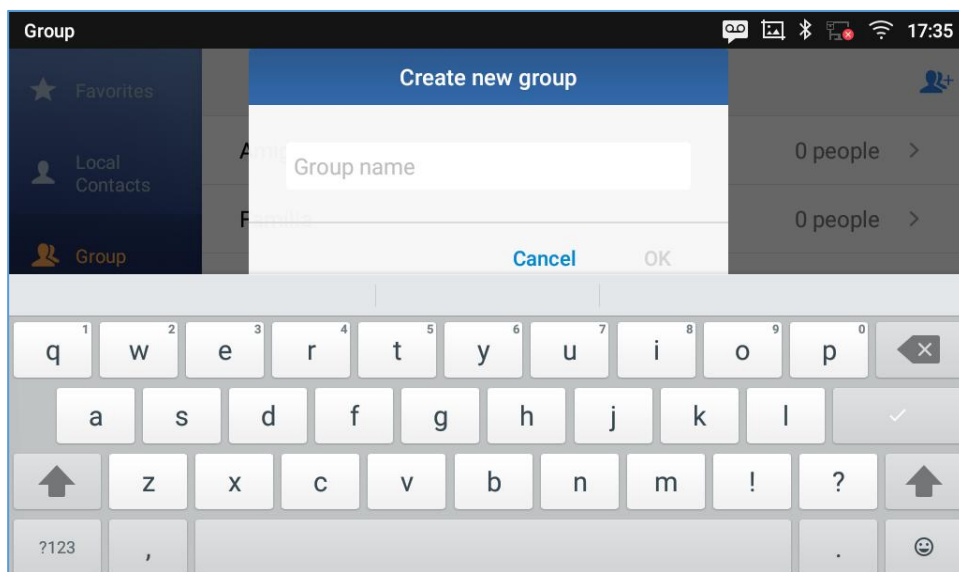 Group 17:35
Create new group
Favorites
Group name
0 people >
Local
Contacts
Familia
0 people >
Group
Cancel OK
1 2 3 4 5 6 7 8 9 0
q w e r t y u i o p
a s d f g h j k l
z x c v b n m ! ?
?123 , .